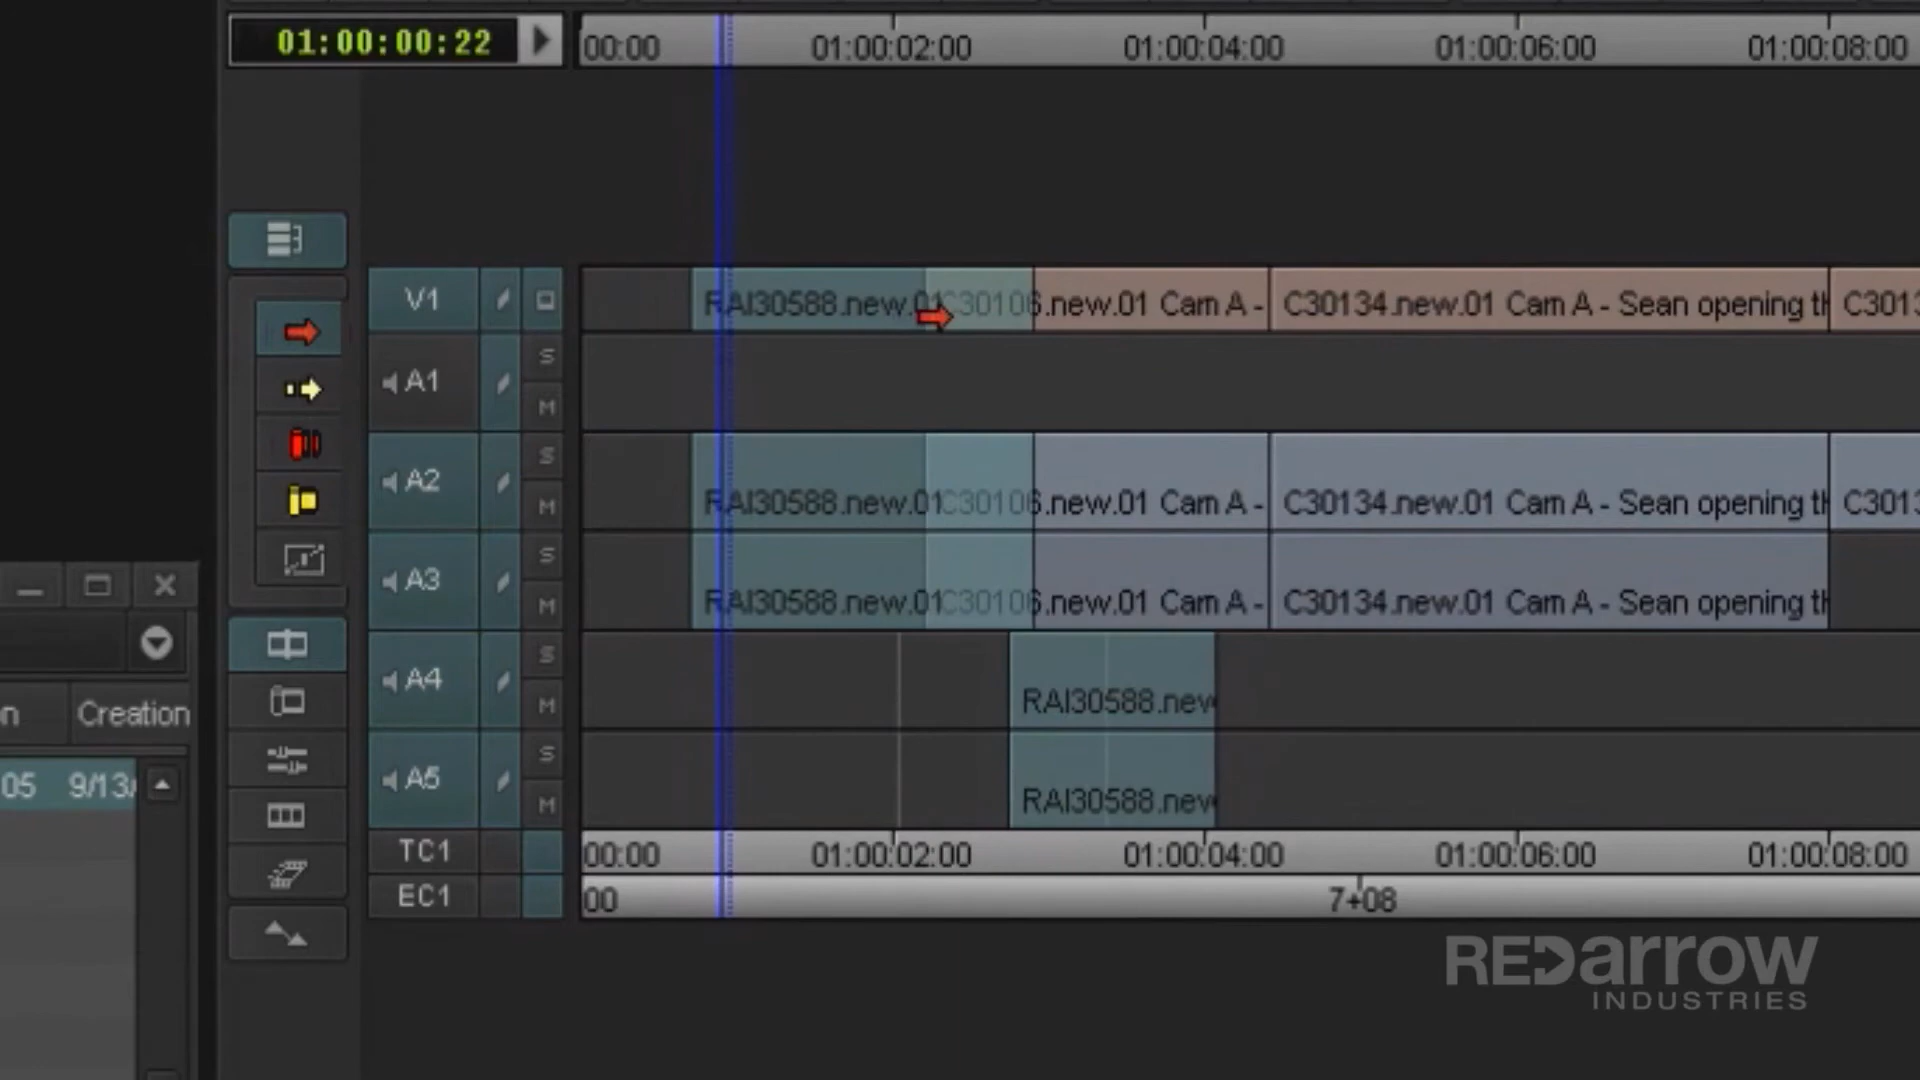 01:00:00:22
00:00 01:00:02:00 01:00:04:00 01:00:06:00 01:00:08:00
V1 RAI30588.new.01 C30106.new.01 Cam A - C30134.new.01 Cam A - Sean opening th C3013
A1 S M
A2 S M RAI30588.new.01 C30106.new.01 Cam A - C30134.new.01 Cam A - Sean opening th C3013
A3 S M RAI30588.new.01 C30106.new.01 Cam A - C30134.new.01 Cam A - Sean opening th
A4 S M RAI30588.new
A5 S M RAI30588.new
TC1 00:00 01:00:02:00 01:00:04:00 01:00:06:00 01:00:08:00
EC1 00 7+08
n Creation
05 9/13/
REDarrow
INDUSTRIES